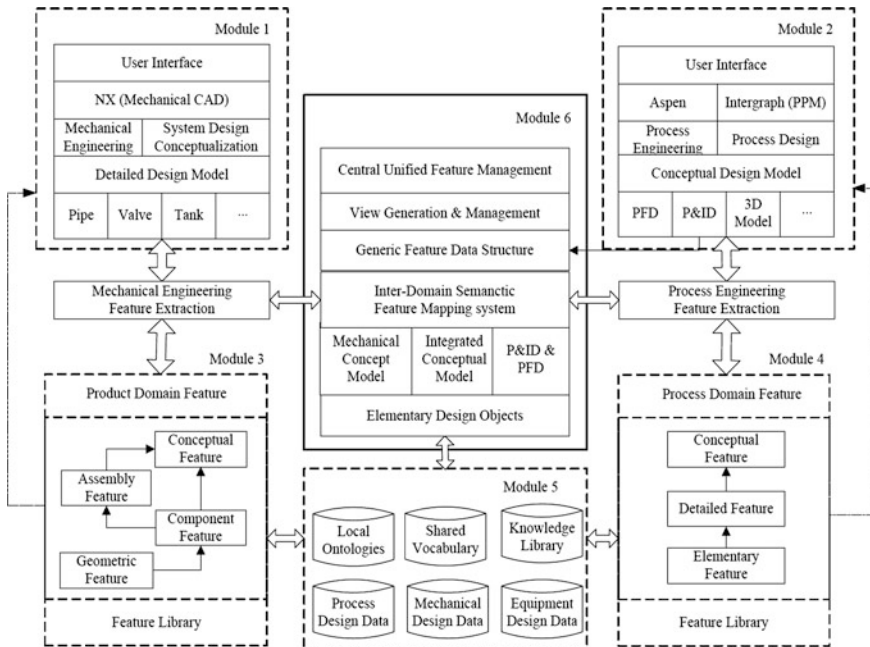 Module 1
User Interface
NX (Mechanical CAD)
Mechanical
Engineering
System Design
Conceptualization
Detailed Design Model
Pipe
Valve
Tank
...
Mechanical Engineering
Feature Extraction
Module 2
User Interface
Aspen
Intergraph (PPM)
Process
Engineering
Process Design
Conceptual Design Model
PFD
P&ID
3D
Model
...
Process Engineering
Feature Extraction
Module 6
Central Unified Feature Management
View Generation & Management
Generic Feature Data Structure
Inter-Domain Semanctic
Feature Mapping system
Mechanical
Concept
Model
Integrated
Conceptual
Model
P&ID &
PFD
Elementary Design Objects
Module 3
Product Domain Feature
Conceptual
Feature
Assembly
Feature
Component
Feature
Geometric
Feature
Feature Library
Module 5
Local
Ontologies
Shared
Vocabulary
Knowledge
Library
Process
Design Data
Mechanical
Design Data
Equipment
Design Data
Module 4
Process Domain Feature
Conceptual
Feature
Detailed Feature
Elementary
Feature
Feature Library